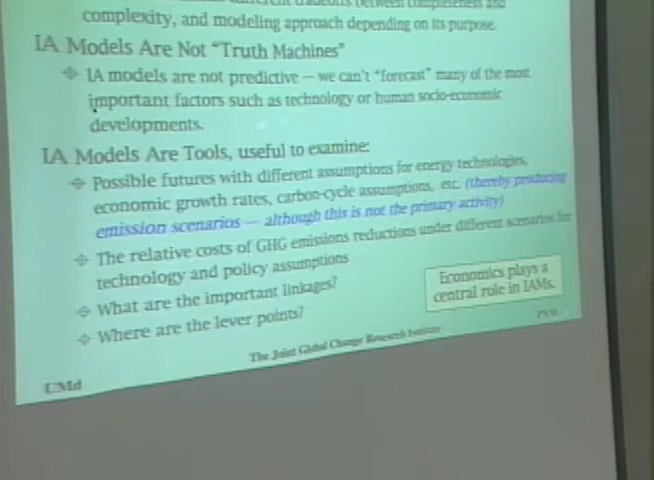 different tradeoffs between completeness and
complexity, and modeling approach depending on its purpose.
IA Models Are Not "Truth Machines"
IA models are not predictive – we can't "forecast" many of the most
important factors such as technology or human socio-economic
developments.
IA Models Are Tools, useful to examine:
Possible futures with different assumptions for energy technologies,
economic growth rates, carbon-cycle assumptions, etc. (thereby producing
emission scenarios – although this is not the primary activity)
The relative costs of GHG emissions reductions under different scenarios for
technology and policy assumptions
What are the important linkages?
Where are the lever points?
Economics plays a
central role in IAMs.
The Joint Global Change Research Institute
UMd